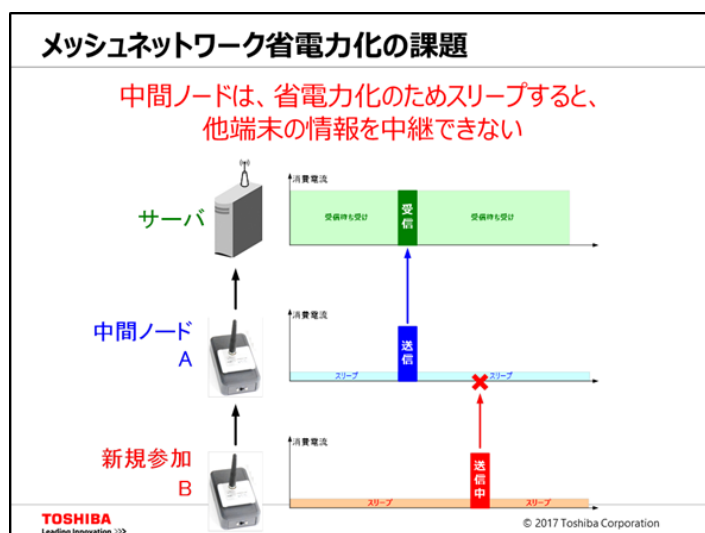 メッシュネットワーク省電力化の課題
中間ノードは、省電力化のためスリープすると、
他端末の情報を中継できない
サーバ
消費電流
受信待ち受け
受信
受信待ち受け
中間ノード
A
消費電流
スリープ
送信
スリープ
新規参加
B
消費電流
スリープ
送信中
スリープ
TOSHIBA
Leading Innovation >>>
© 2017 Toshiba Corporation